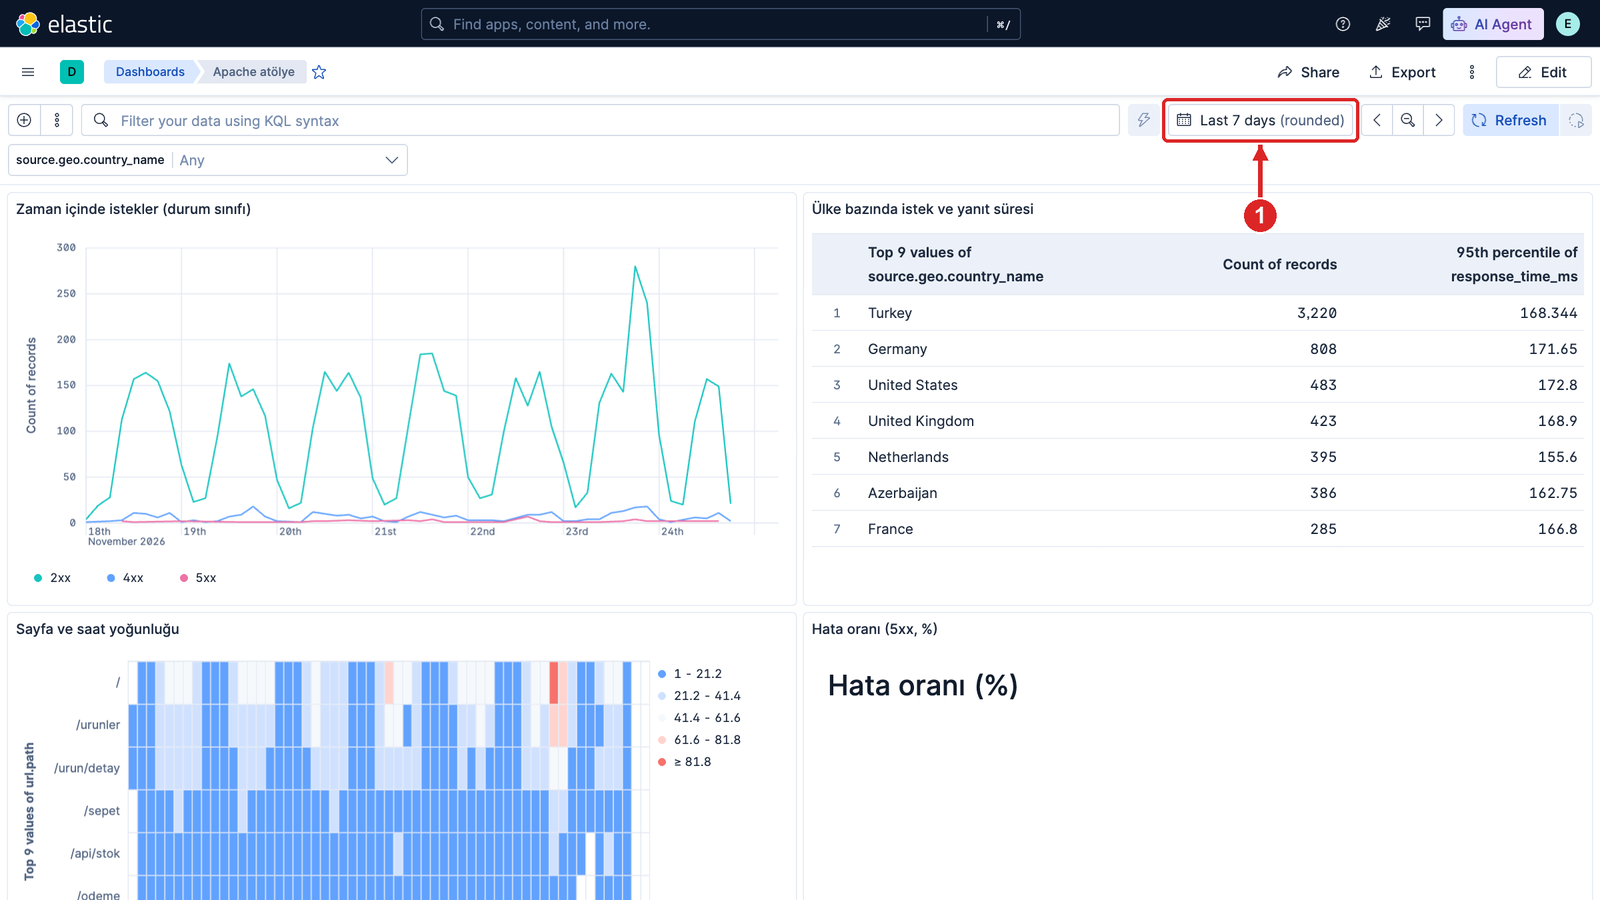 elastic
Find apps, content, and more.
⌘/
AI Agent
E
D
Dashboards
Apache atölye
Share
Export
Edit
Filter your data using KQL syntax
Last 7 days (rounded)
Refresh
source.geo.country_name
Any
1
Zaman içinde istekler (durum sınıfı)
Count of records
300
250
200
150
100
50
0
18th
19th
20th
21st
22nd
23rd
24th
November 2026
2xx
4xx
5xx
Ülke bazında istek ve yanıt süresi
Top 9 values of
source.geo.country_name
Count of records
95th percentile of
response_time_ms
1 Turkey 3,220 168.344
2 Germany 808 171.65
3 United States 483 172.8
4 United Kingdom 423 168.9
5 Netherlands 395 155.6
6 Azerbaijan 386 162.75
7 France 285 166.8
Sayfa ve saat yoğunluğu
Top 9 values of url.path
/
/urunler
/urun/detay
/sepet
/api/stok
/odeme
1 - 21.2
21.2 - 41.4
41.4 - 61.6
61.6 - 81.8
≥ 81.8
Hata oranı (5xx, %)
Hata oranı (%)